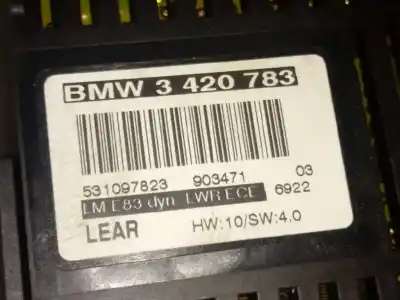 BMW 3 420 783
531097823 903471 03
LM E83 dyn LWR ECE 6922
LEAR HW:10/SW:4.0